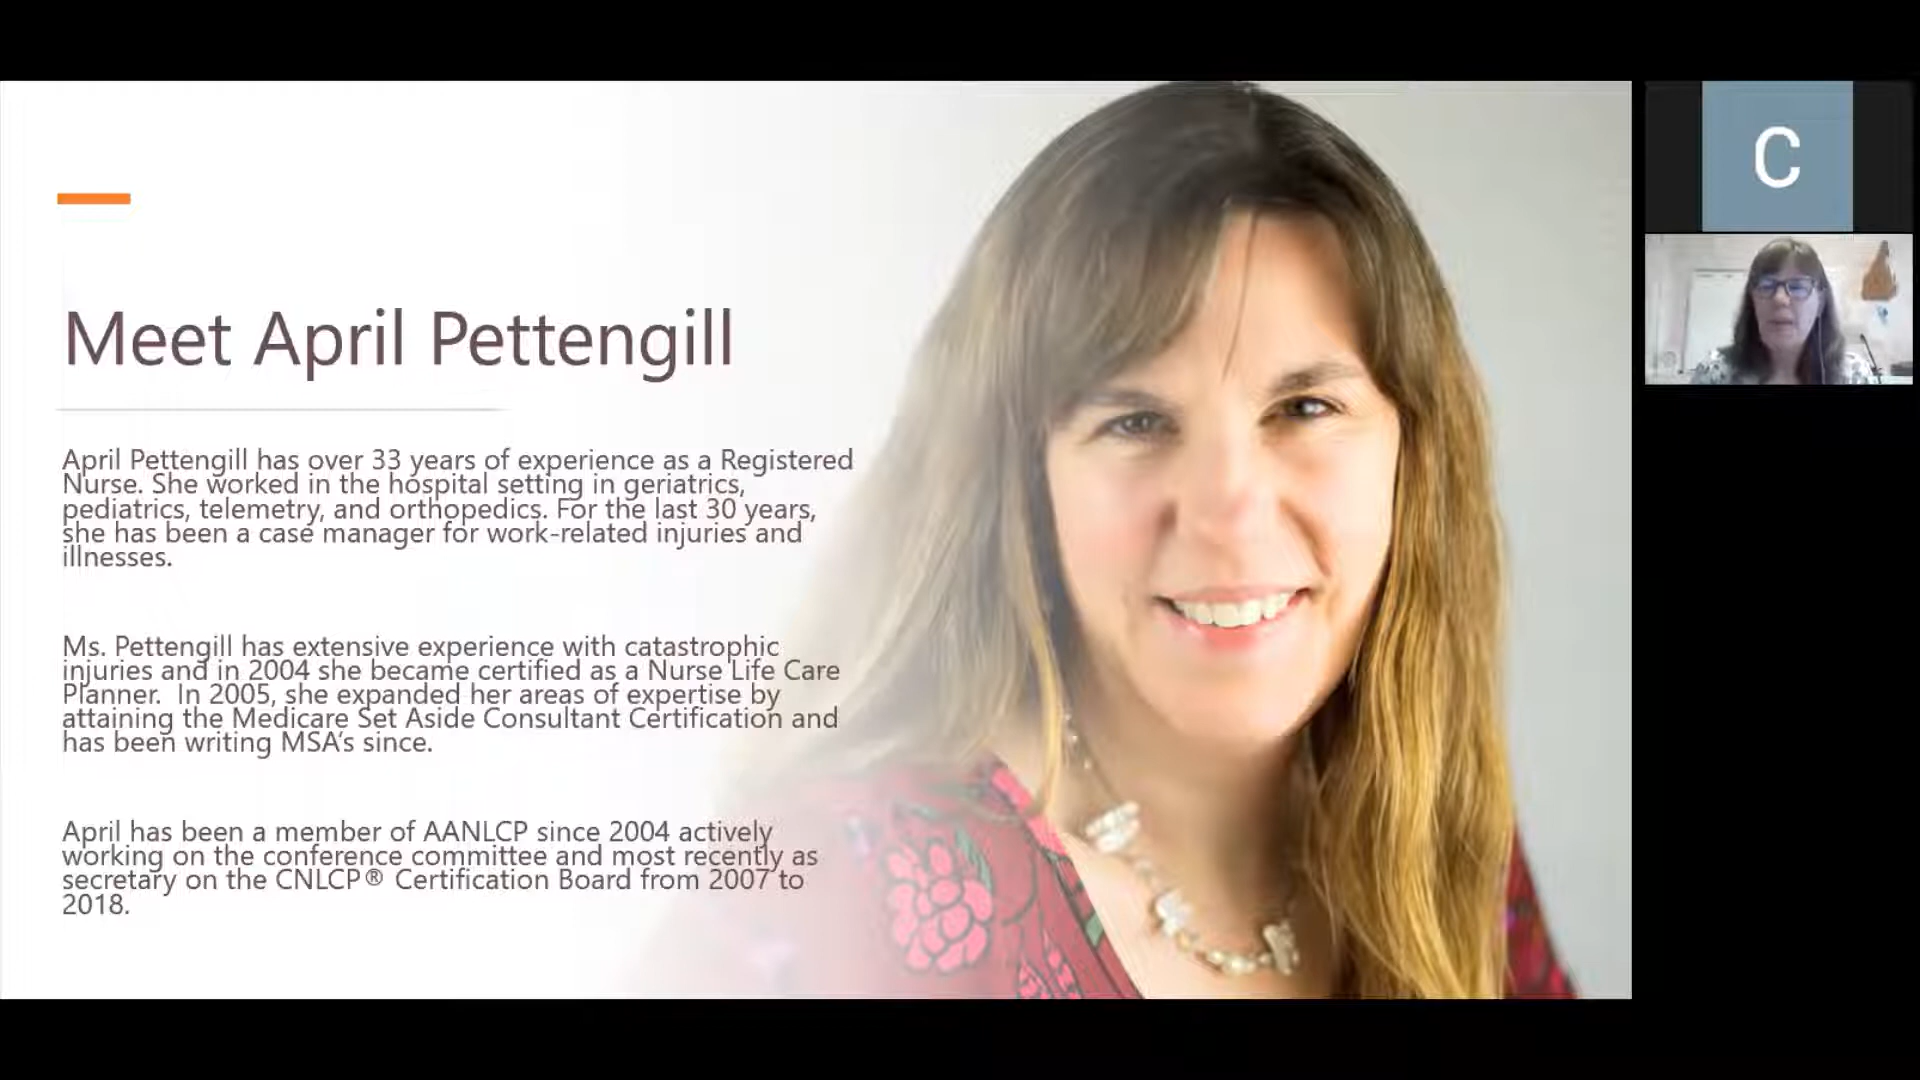 Meet April Pettengill
April Pettengill has over 33 years of experience as a Registered
Nurse. She worked in the hospital setting in geriatrics,
pediatrics, telemetry, and orthopedics. For the last 30 years,
she has been a case manager for work-related injuries and
illnesses.
Ms. Pettengill has extensive experience with catastrophic
injuries and in 2004 she became certified as a Nurse Life Care
Planner.  In 2005, she expanded her areas of expertise by
attaining the Medicare Set Aside Consultant Certification and
has been writing MSA’s since.
April has been a member of AANLCP since 2004 actively
working on the conference committee and most recently as
secretary on the CNLCP® Certification Board from 2007 to
2018.
C